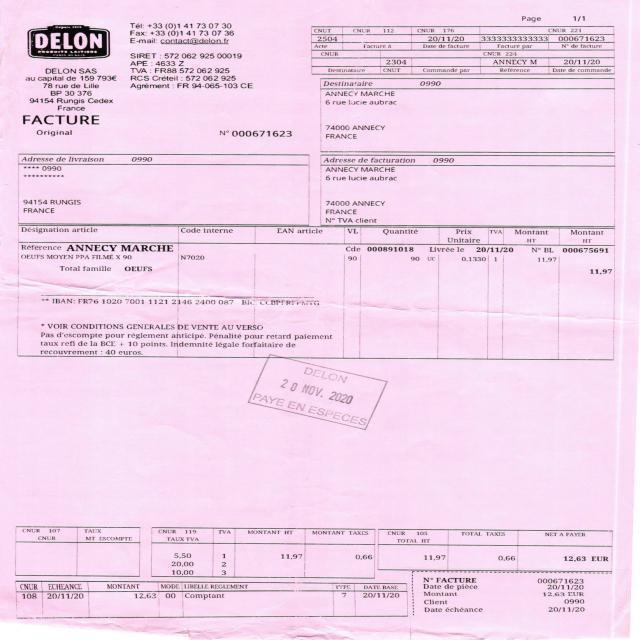 Depuis 1912
DELON
PRODUITS LAITIERS
DELON SAS
au capital de 159 793€
78 rue de Lille
BP 30 376
94154 Rungis Cedex
France
Tél: +33 (0)1 41 73 07 30
Fax: +33 (0)1 41 73 07 36
E-mail: contact@delon.fr
SIRET : 572 062 925 00019
APE : 4633 Z
TVA : FR88 572 062 925
RCS Créteil : 572 062 925
Agrément : FR 94-065-103 CE
FACTURE
Original
N° 000671623
Page 1/1
CNUT CNUR 112 CNUR 176 CNUR 221
2504 20/11/20 3333333333333 000671623
Acte Facture à Date de facture Facture par N° de facture
CNUR CNUR 224
2304 ANNECY M 20/11/20
Destinataire CNUT Commandé par Référence Date de commande
Destinataire 0990
ANNECY MARCHE
6 rue lucie aubrac
74000 ANNECY
FRANCE
Adresse de livraison 0990
**** 0990
**********
94154 RUNGIS
FRANCE
Adresse de facturation 0990
ANNECY MARCHE
6 rue lucie aubrac
74000 ANNECY
FRANCE
N° TVA client
Désignation article Code interne EAN article VL Quantité Prix Unitaire TVA Montant HT Montant HT
Référence ANNECY MARCHE Cde 000891018 Livrée le 20/11/20 N° BL 000675691
OEUFS MOYEN PPA FILME X 90 N7020 90 90 UC 0.1330 1 11,97
Total famille OEUFS 11,97
** IBAN: FR76 1020 7001 1121 2146 2400 087 BIC:
* VOIR CONDITIONS GENERALES DE VENTE AU VERSO
Pas d'escompte pour règlement anticipé. Pénalité pour retard paiement
taux refi de la BCE + 10 points. Indemnité légale forfaitaire de
recouvrement : 40 euros.
DELON
20 NOV. 2020
PAYE EN ESPECES
CNUR 107 TAUX
CNUR MT ESCOMPTE
CNUR 119 TVA MONTANT HT MONTANT TAXES
TAUX TVA
5,50 1 11,97 0,66
20,00 2
10,00 3
CNUR 105 TOTAL TAXES NET A PAYER
TOTAL HT
11,97 0,66 12,63 EUR
CNUR ECHEANCE MONTANT MODE LIBELLE REGLEMENT TYPE DATE BASE
108 20/11/20 12,63 00 Comptant 7 20/11/20
N° FACTURE 000671623
Date de pièce 20/11/20
Montant 12,63 EUR
Client 0990
Date échéance 20/11/20